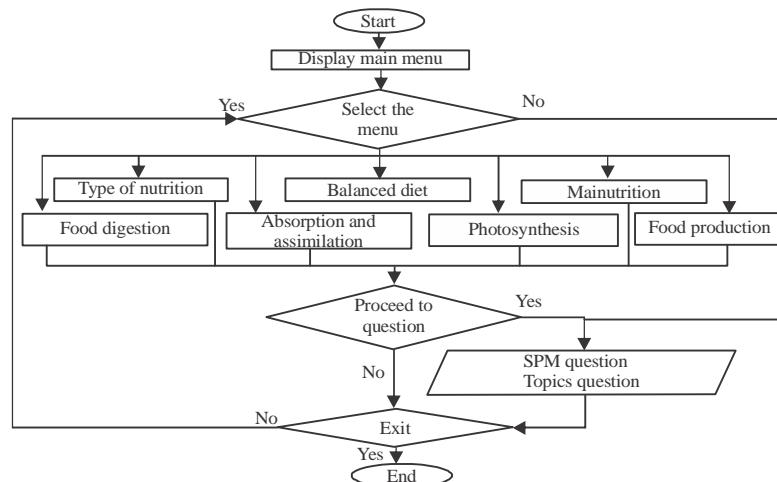 Start
Display main menu
Yes
Select the
menu
No
Type of nutrition
Balanced diet
Mainutrition
Food digestion
Absorption and
assimilation
Photosynthesis
Food production
Proceed to
question
Yes
No
SPM question
Topics question
No
Exit
Yes
End